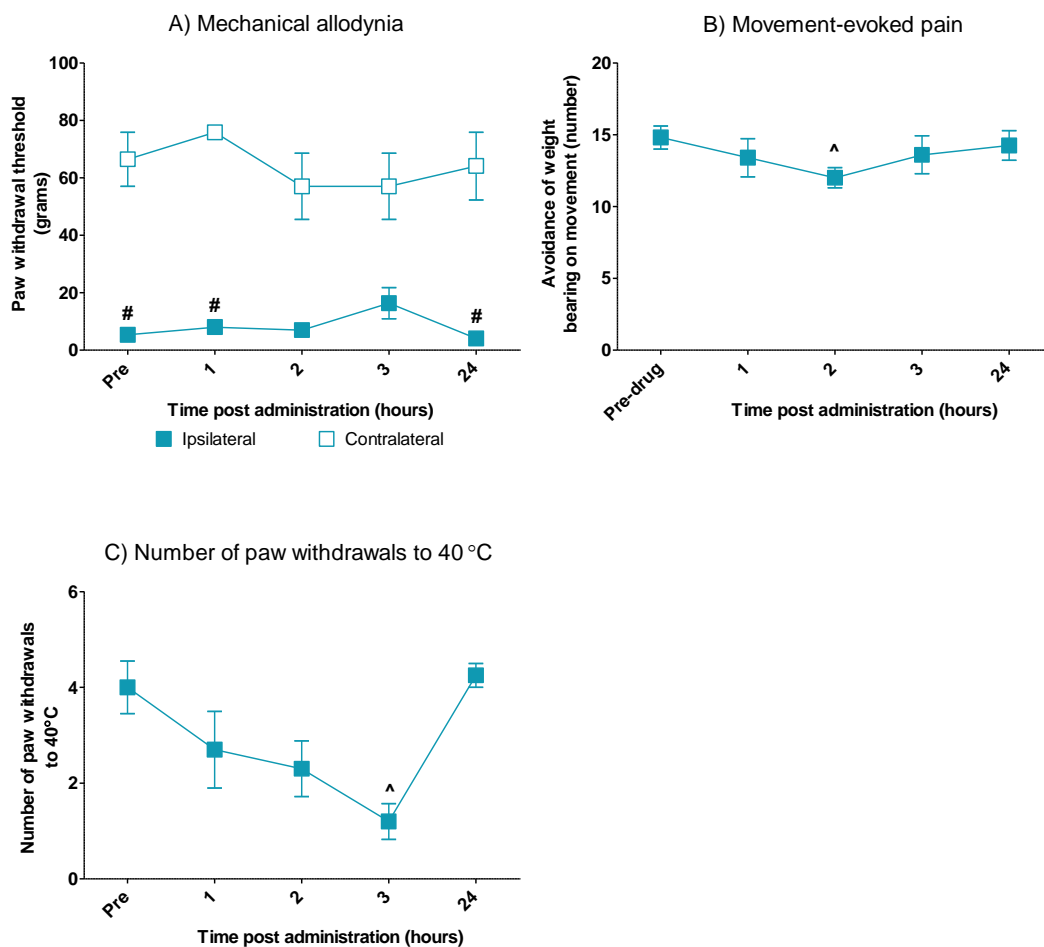 A) Mechanical allodynia
Paw withdrawal threshold
(grams)
100
80
60
40
20
0
#
#
#
Pre
1
2
3
24
Time post administration (hours)
Ipsilateral
Contralateral
B) Movement-evoked pain
Avoidance of weight
bearing on movement (number)
20
15
10
5
0
^
Pre-drug
1
2
3
24
Time post administration (hours)
C) Number of paw withdrawals to 40 °C
Number of paw withdrawals
to 40°C
6
4
2
0
^
Pre
1
2
3
24
Time post administration (hours)